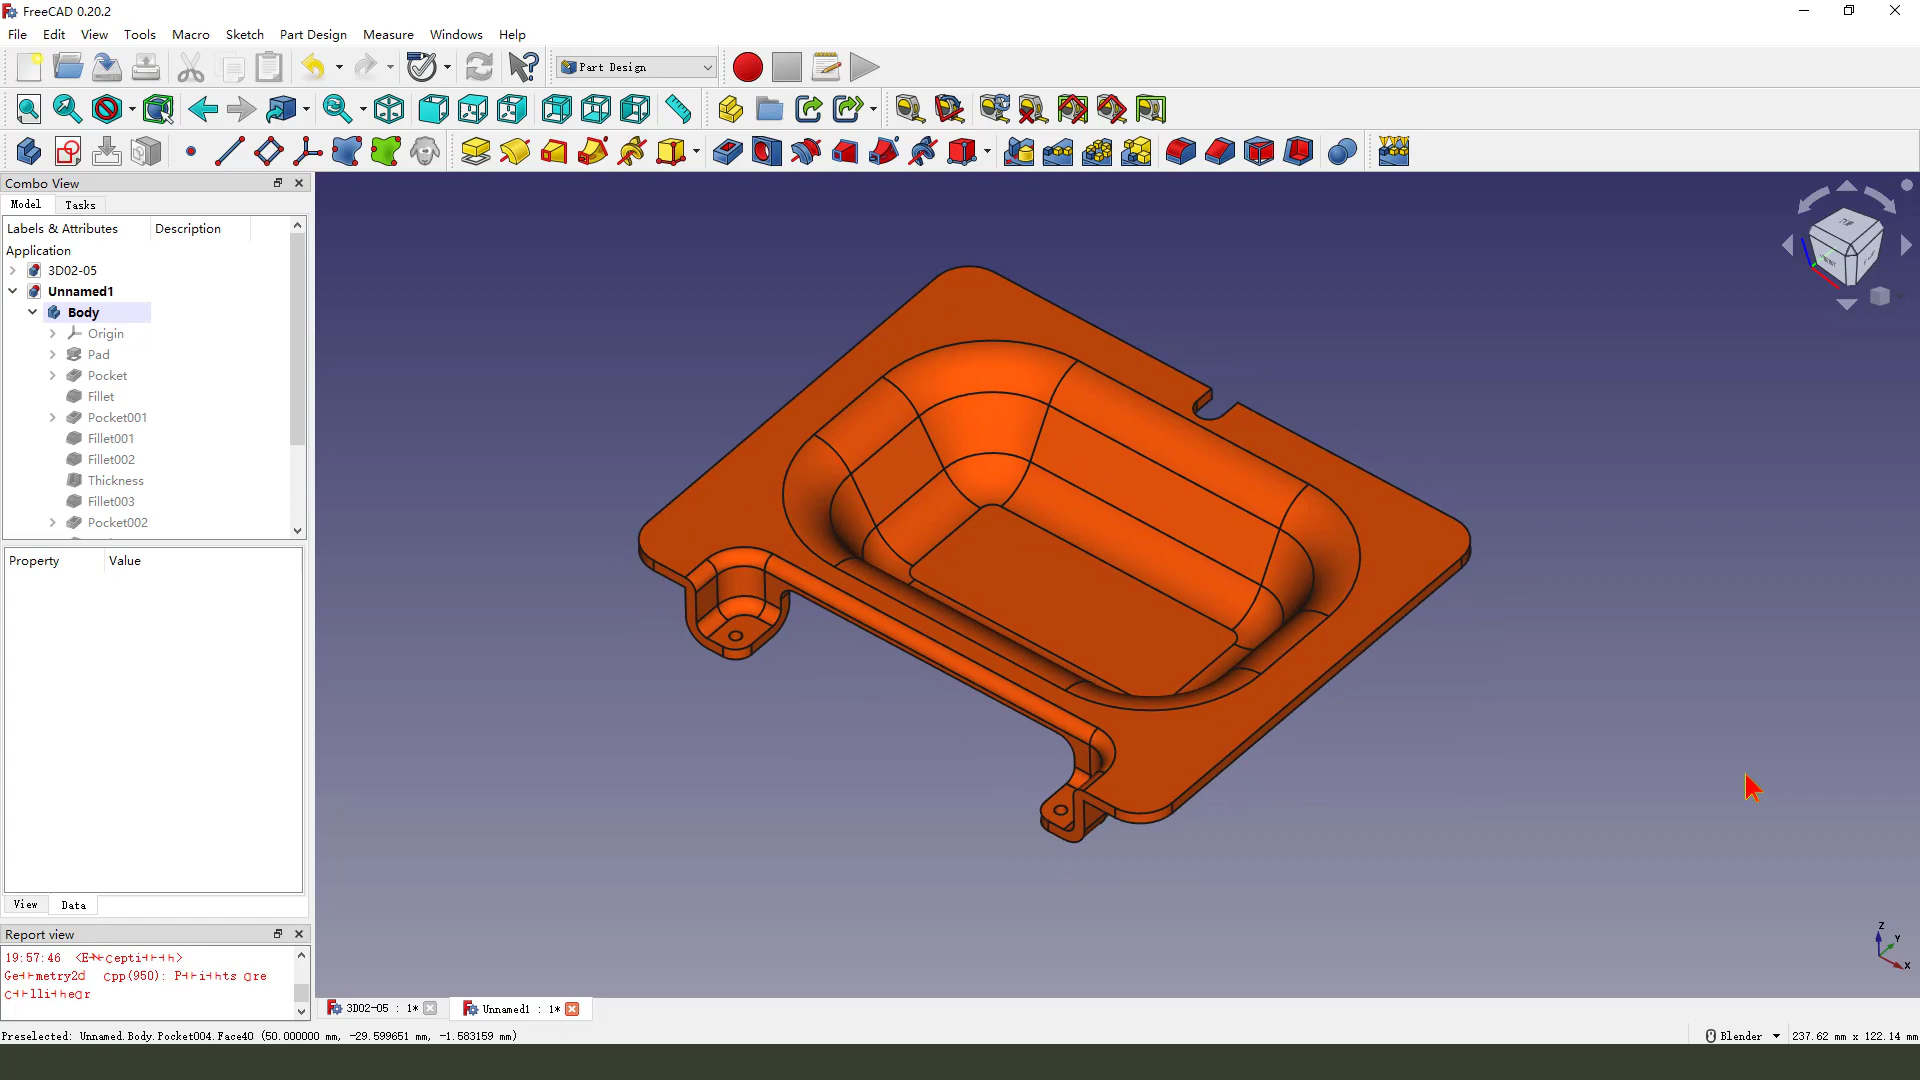 FreeCAD 0.20.2
File Edit View Tools Macro Sketch Part Design Measure Windows Help
Part Design
Combo View
Model Tasks
Labels & Attributes Description
Application
3D02-05
Unnamed1
Body
Origin
Pad
Pocket
Fillet
Pocket001
Fillet001
Fillet002
Thickness
Fillet003
Pocket002
Property Value
View Data
Report view
19:57:46
cpp(950):
are
3D02-05 : 1*
Unnamed1 : 1*
Z
Y
X
Preselected: Unnamed.Body.Pocket004.Face40 (50.000000 mm, -29.599651 mm, -1.583159 mm)
Blender
237.62 mm x 122.14 mm